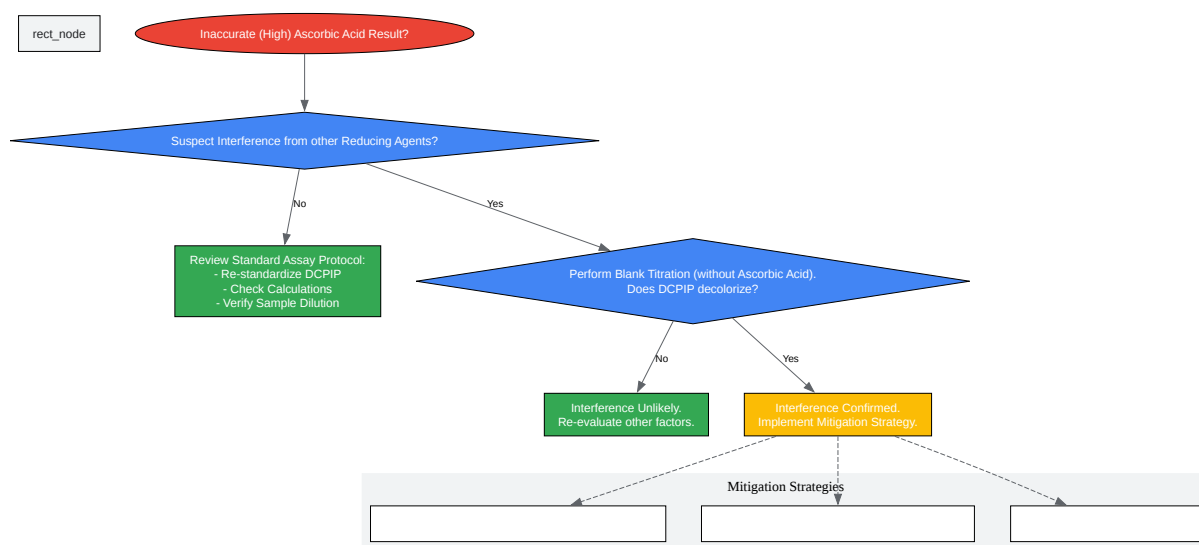 rect_node
Inaccurate (High) Ascorbic Acid Result?
Suspect Interference from other Reducing Agents?
No
Yes
Review Standard Assay Protocol:
- Re-standardize DCPIP
- Check Calculations
- Verify Sample Dilution
Perform Blank Titration (without Ascorbic Acid).
Does DCPIP decolorize?
No
Yes
Interference Unlikely.
Re-evaluate other factors.
Interference Confirmed.
Implement Mitigation Strategy.
Mitigation Strategies